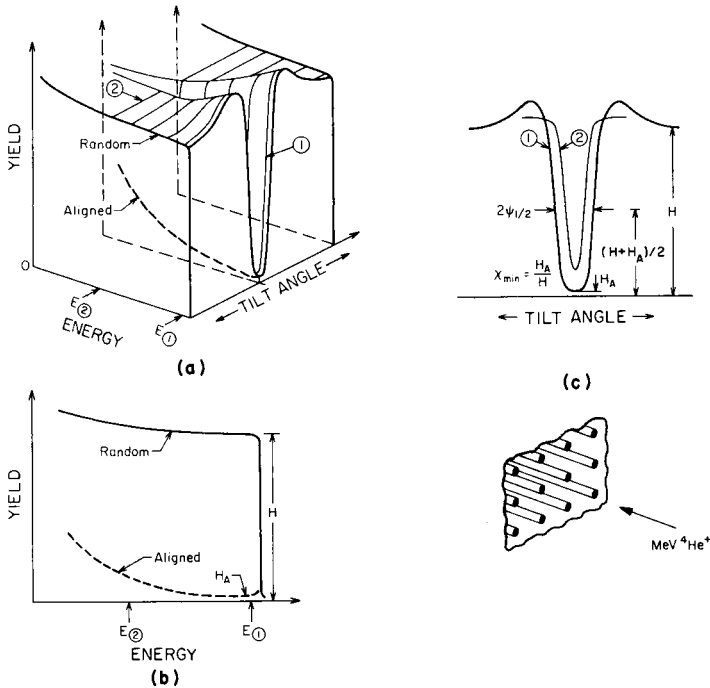 YIELD
②
Random
①
Aligned
0
E②
ENERGY
E①
TILT ANGLE
(a)
① ②
2ψ1/2
H
(H+HA)/2
χmin = HA/H
HA
TILT ANGLE
(c)
YIELD
Random
H
Aligned
HA
E②
E①
ENERGY
(b)
MeV ⁴He⁺